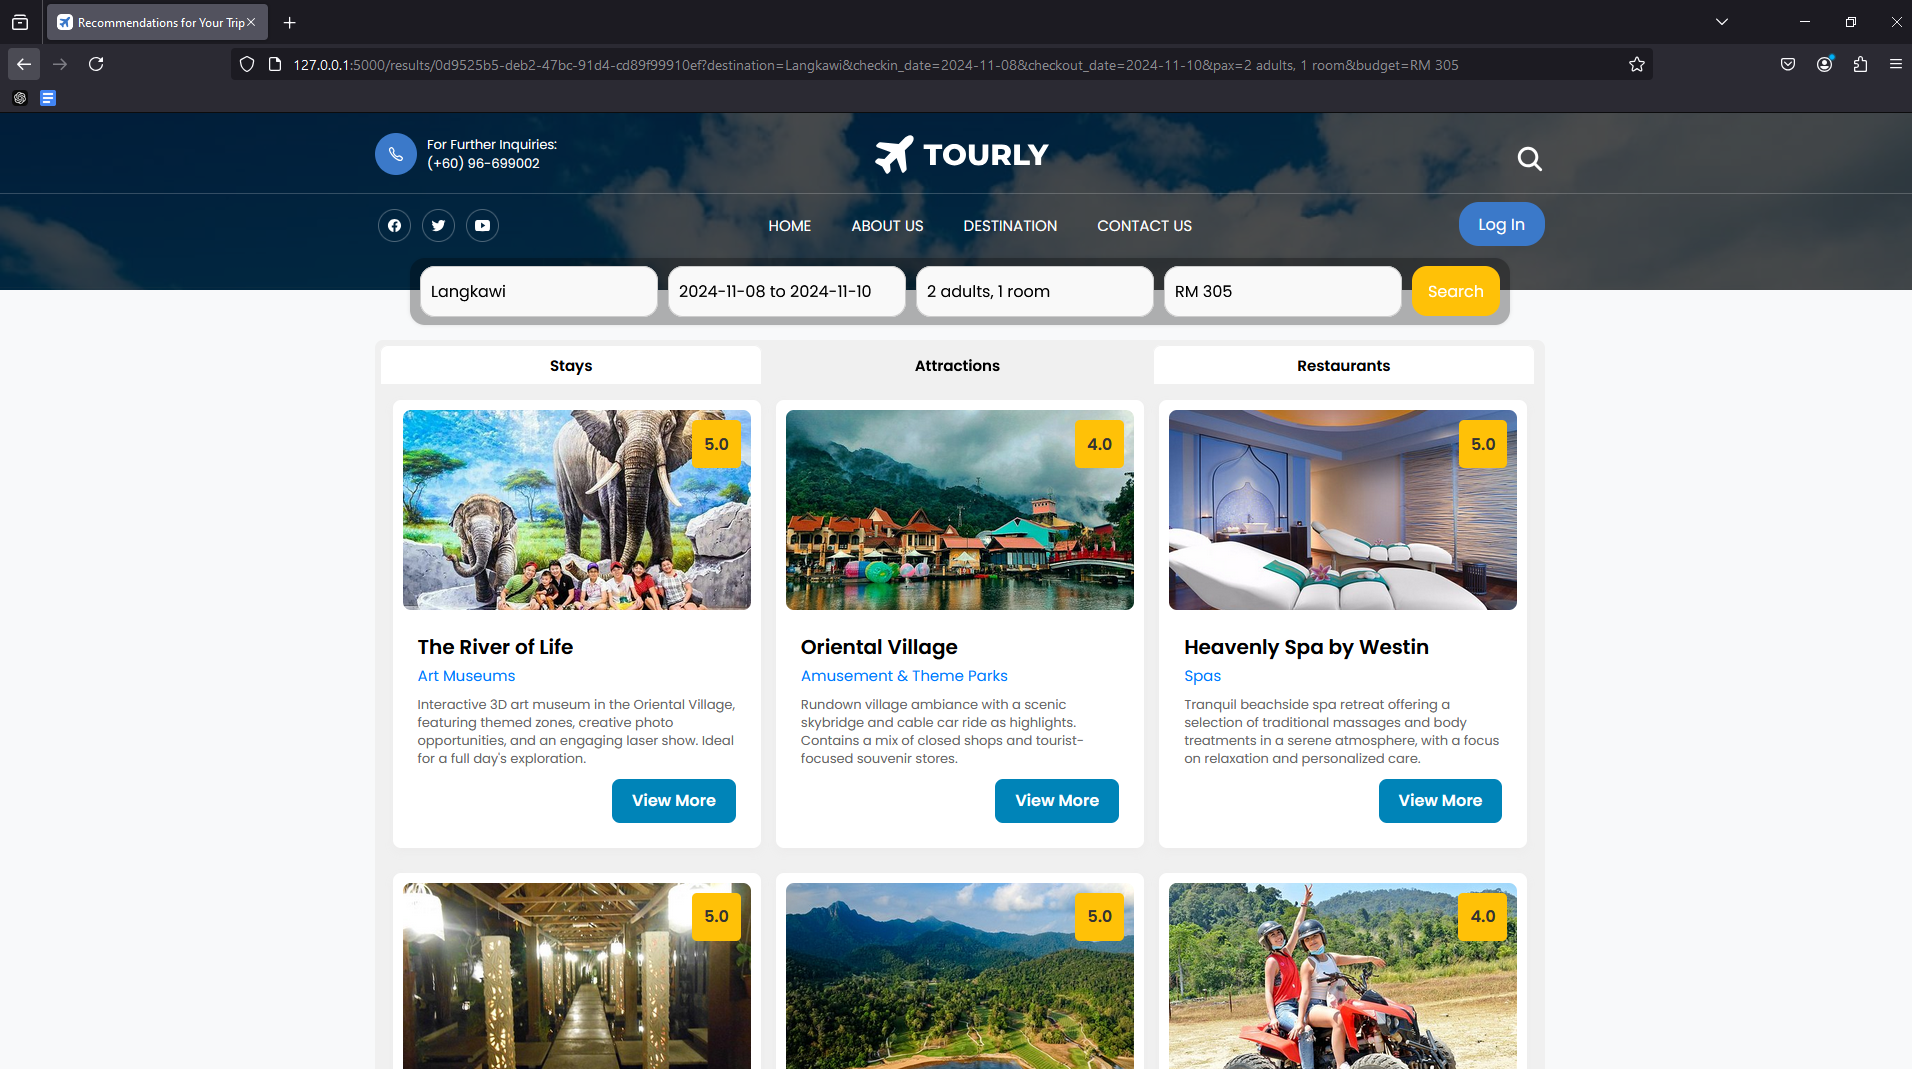 Recommendations for Your Trip
127.0.0.1:5000/results/0d9525b5-deb2-47bc-91d4-cd89f99910ef?destination=Langkawi&checkin_date=2024-11-08&checkout_date=2024-11-10&pax=2 adults, 1 room&budget=RM 305
For Further Inquiries:
(+60) 96-699002
TOURLY
HOME ABOUT US DESTINATION CONTACT US
Log In
Langkawi 2024-11-08 to 2024-11-10 2 adults, 1 room RM 305 Search
Stays Attractions Restaurants
5.0
The River of Life
Art Museums
Interactive 3D art museum in the Oriental Village,
featuring themed zones, creative photo
opportunities, and an engaging laser show. Ideal
for a full day's exploration.
View More
4.0
Oriental Village
Amusement & Theme Parks
Rundown village ambiance with a scenic
skybridge and cable car ride as highlights.
Contains a mix of closed shops and tourist-
focused souvenir stores.
View More
5.0
Heavenly Spa by Westin
Spas
Tranquil beachside spa retreat offering a
selection of traditional massages and body
treatments in a serene atmosphere, with a focus
on relaxation and personalized care.
View More
5.0
5.0
4.0